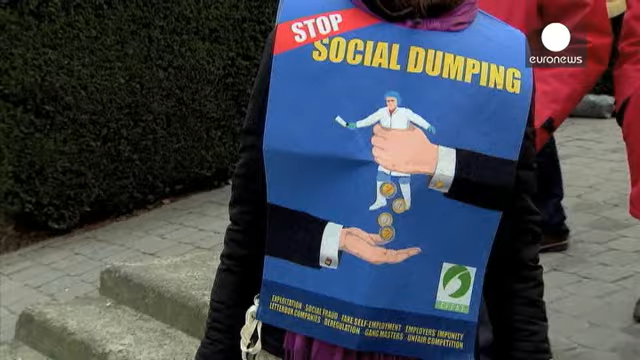 STOP
SOCIAL DUMPING
euronews
EXPLOITATION - SOCIAL FRAUD - FAKE SELF-EMPLOYMENT - EMPLOYERS IMPUNITY
LETTERBOX COMPANIES - DEREGULATION - GANG MASTERS - UNFAIR COMPETITION